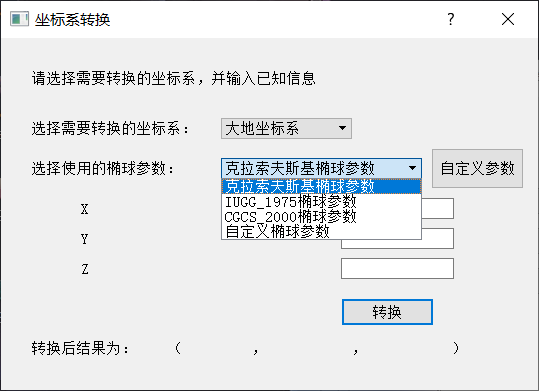 坐标系转换
请选择需要转换的坐标系，并输入已知信息
选择需要转换的坐标系： 大地坐标系
选择使用的椭球参数： 克拉索夫斯基椭球参数 自定义参数
克拉索夫斯基椭球参数
X IUGG_1975椭球参数
CGCS_2000椭球参数
Y 自定义椭球参数
Z
转换
转换后结果为： （ ， ， ）